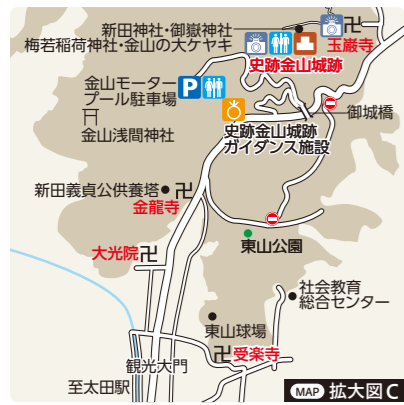 新田神社・御嶽神社
梅若稲荷神社・金山の大ケヤキ
玉巌寺
史跡金山城跡
金山モーター
プール駐車場
P
御城橋
金山浅間神社
史跡金山城跡
ガイダンス施設
新田義貞公供養塔
金龍寺
大光院
東山公園
社会教育
総合センター
東山球場
受楽寺
観光大門
至太田駅
MAP 拡大図C